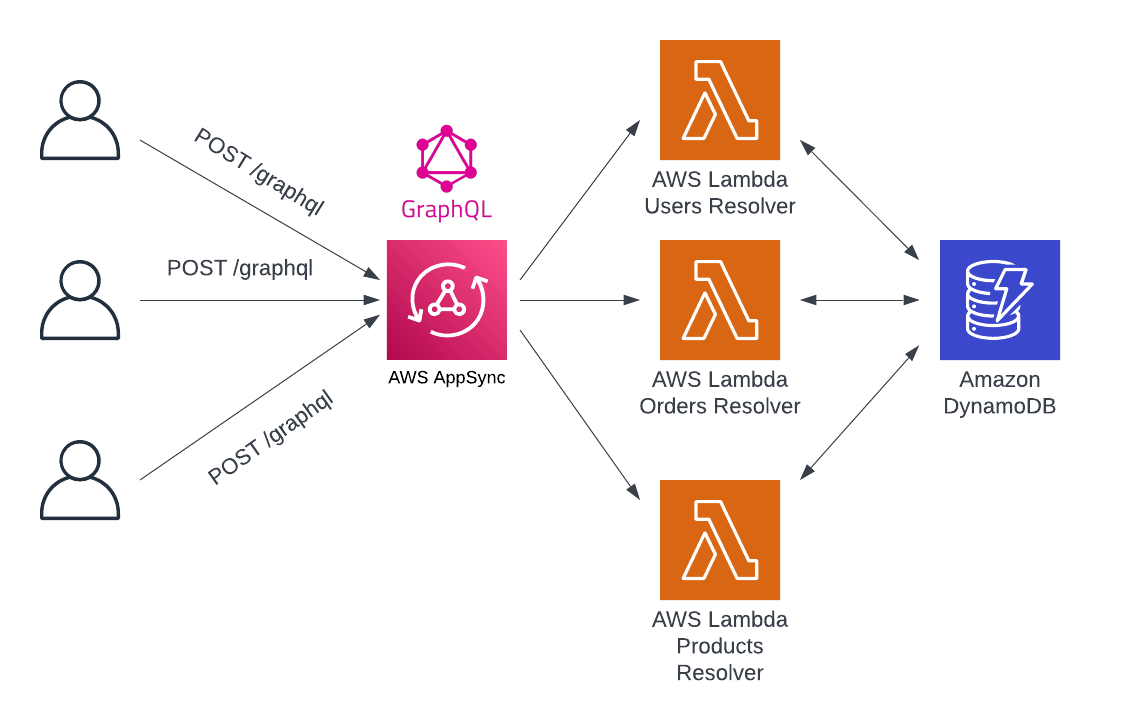 POST /graphql
POST /graphql
POST /graphql
GraphQL
AWS AppSync
AWS Lambda
Users Resolver
AWS Lambda
Orders Resolver
AWS Lambda
Products
Resolver
Amazon
DynamoDB